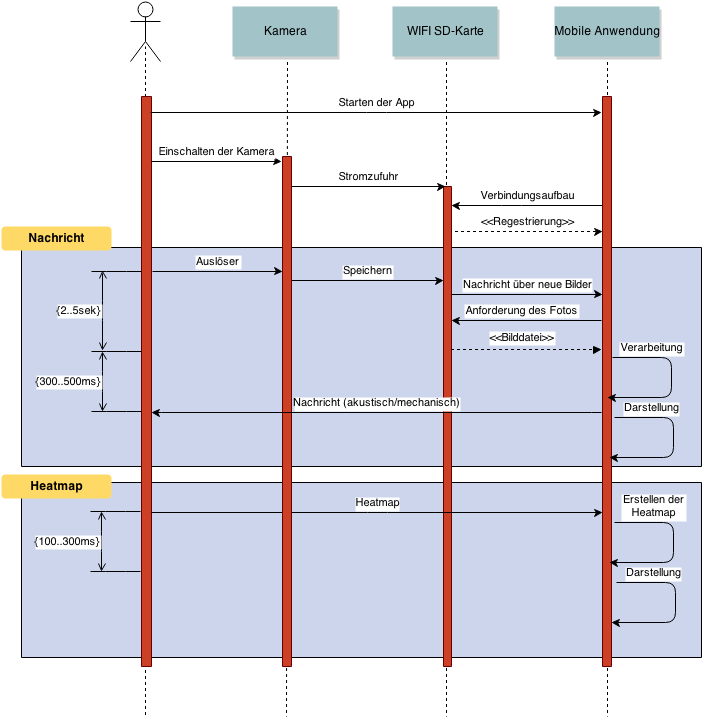 Kamera
WIFI SD-Karte
Mobile Anwendung
Starten der App
Einschalten der Kamera
Stromzufuhr
Verbindungsaufbau
<<Regestrierung>>
Nachricht
Auslöser
Speichern
Nachricht über neue Bilder
{2..5sek}
Anforderung des Fotos
<<Bilddatei>>
Verarbeitung
{300..500ms}
Nachricht (akustisch/mechanisch)
Darstellung
Heatmap
Heatmap
Erstellen der
Heatmap
{100..300ms}
Darstellung